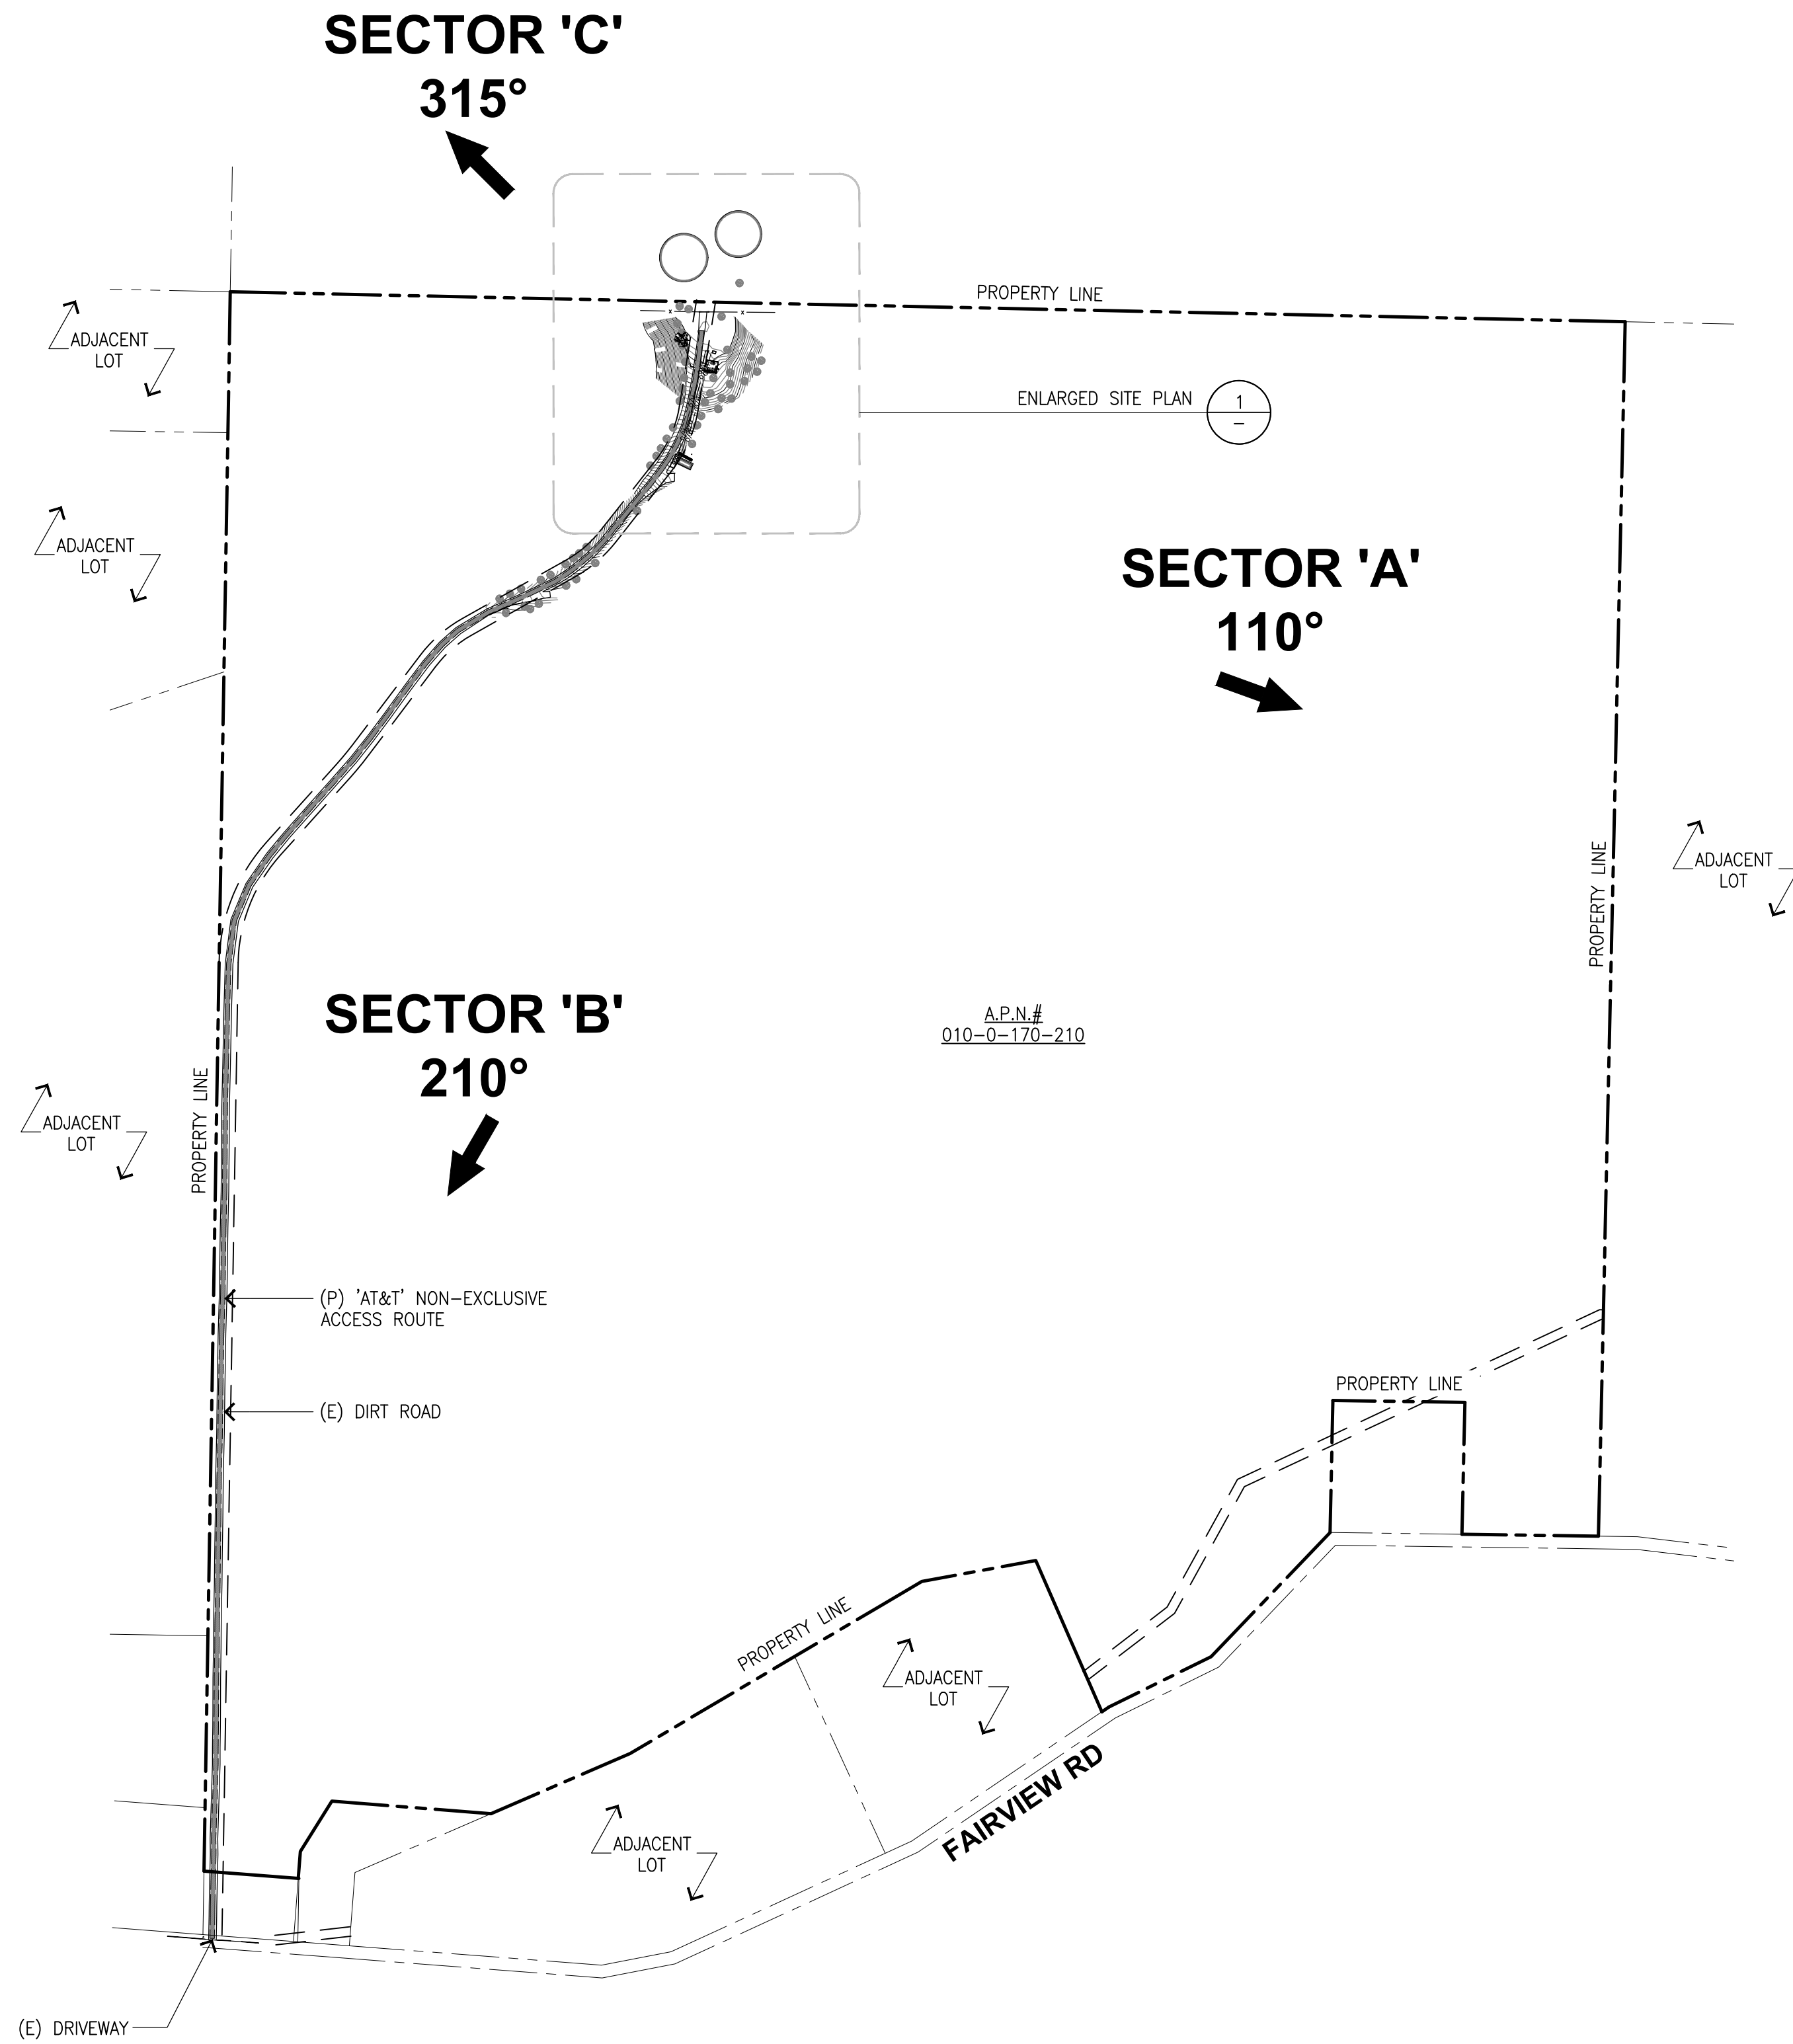 SECTOR 'C'
315°
PROPERTY LINE
ADJACENT
LOT
ENLARGED SITE PLAN
1
–
ADJACENT
LOT
SECTOR 'A'
110°
ADJACENT
LOT
PROPERTY LINE
SECTOR 'B'
210°
A.P.N.#
010-0-170-210
PROPERTY LINE
ADJACENT
LOT
(P) 'AT&T' NON-EXCLUSIVE
ACCESS ROUTE
(E) DIRT ROAD
PROPERTY LINE
PROPERTY LINE
ADJACENT
LOT
FAIRVIEW RD
ADJACENT
LOT
(E) DRIVEWAY